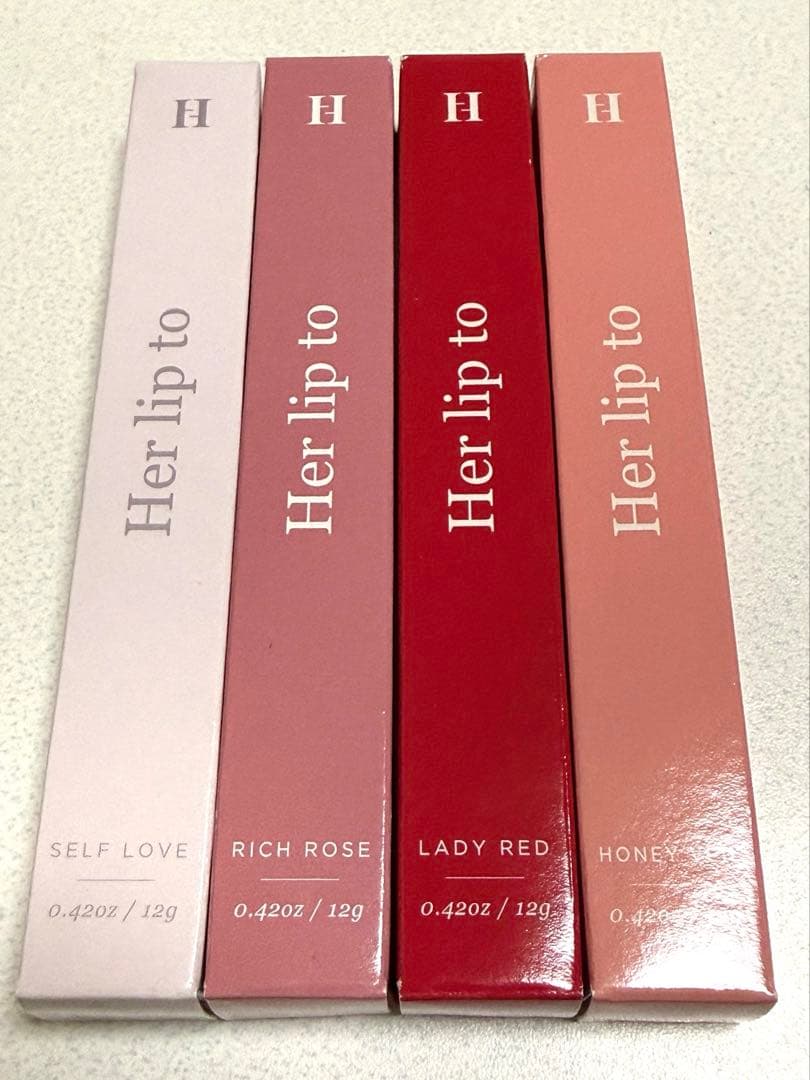 H
Her lip to
SELF LOVE
0.42oz / 12g
H
Her lip to
RICH ROSE
0.42oz / 12g
H
Her lip to
LADY RED
0.42oz / 12g
H
Her lip to
HONEY